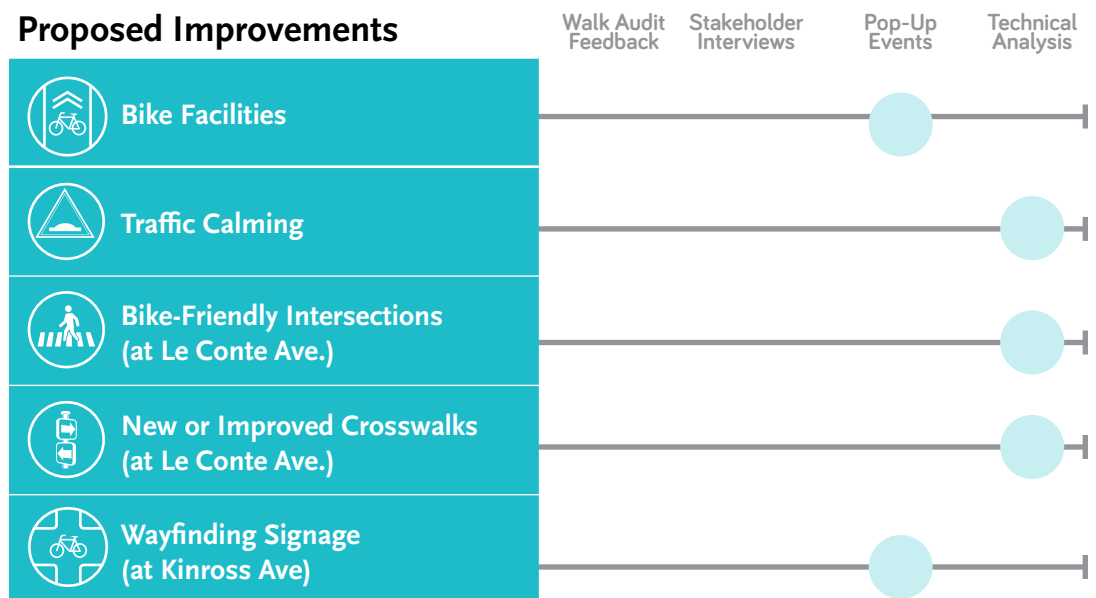 Proposed Improvements
Walk Audit
Feedback
Stakeholder
Interviews
Pop-Up
Events
Technical
Analysis
Bike Facilities
Traffic Calming
Bike-Friendly Intersections
(at Le Conte Ave.)
New or Improved Crosswalks
(at Le Conte Ave.)
Wayfinding Signage
(at Kinross Ave)